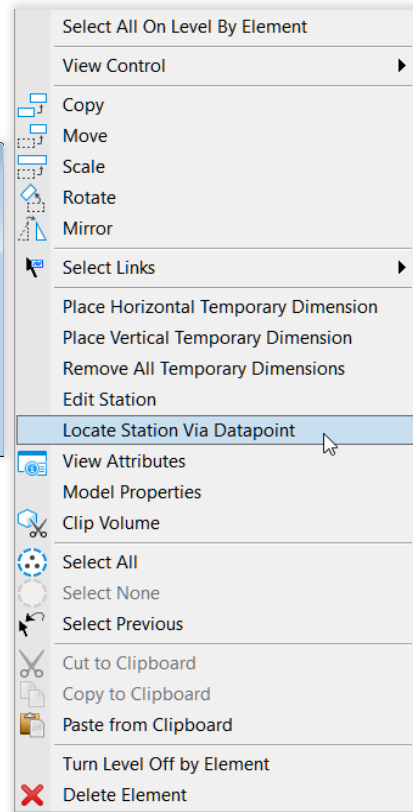 Select All On Level By Element
View Control
Copy
Move
Scale
Rotate
Mirror
Select Links
Place Horizontal Temporary Dimension
Place Vertical Temporary Dimension
Remove All Temporary Dimensions
Edit Station
Locate Station Via Datapoint
View Attributes
Model Properties
Clip Volume
Select All
Select None
Select Previous
Cut to Clipboard
Copy to Clipboard
Paste from Clipboard
Turn Level Off by Element
Delete Element